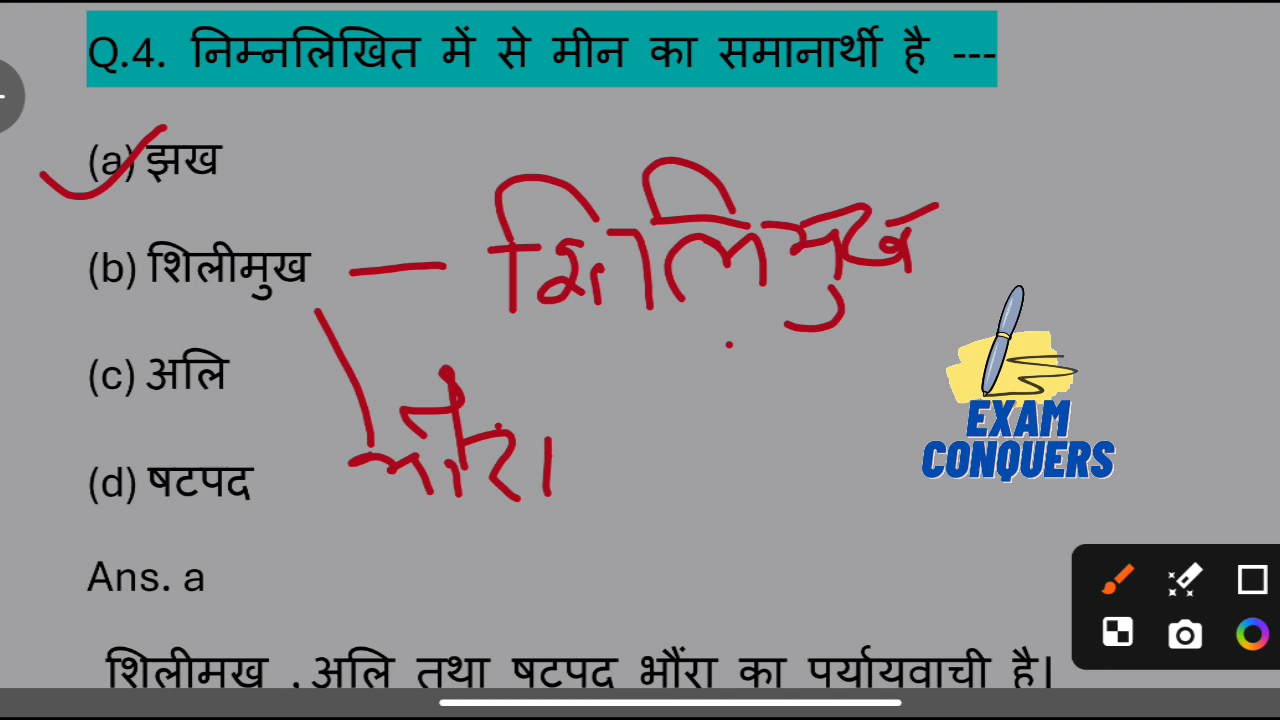 Q.4. निम्नलिखित में से मीन का समानार्थी है ---
(a) झख
(b) शिलीमुख — शिलिमुख
(c) अलि
भौंरा
(d) षटपद
EXAM
CONQUERS
Ans. a
शिलीमुख , अलि तथा षटपद भौंरा का पर्यायवाची है।